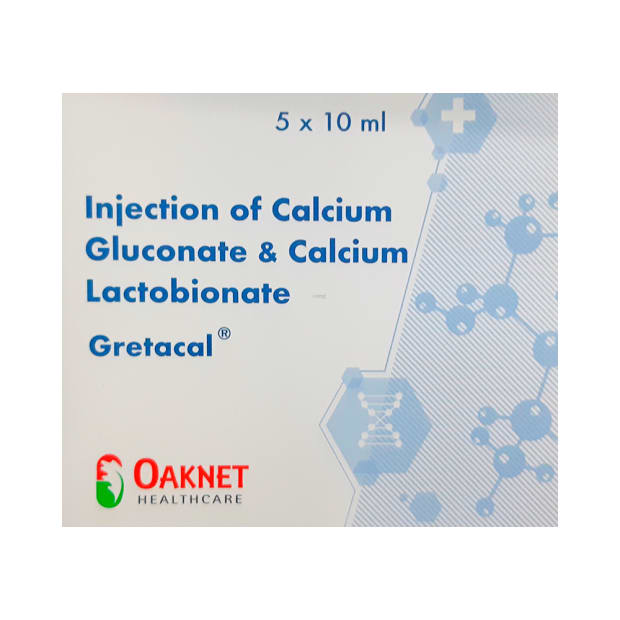 5 x 10 ml
Injection of Calcium
Gluconate & Calcium
Lactobionate
Gretacal®
OAKNET
HEALTHCARE